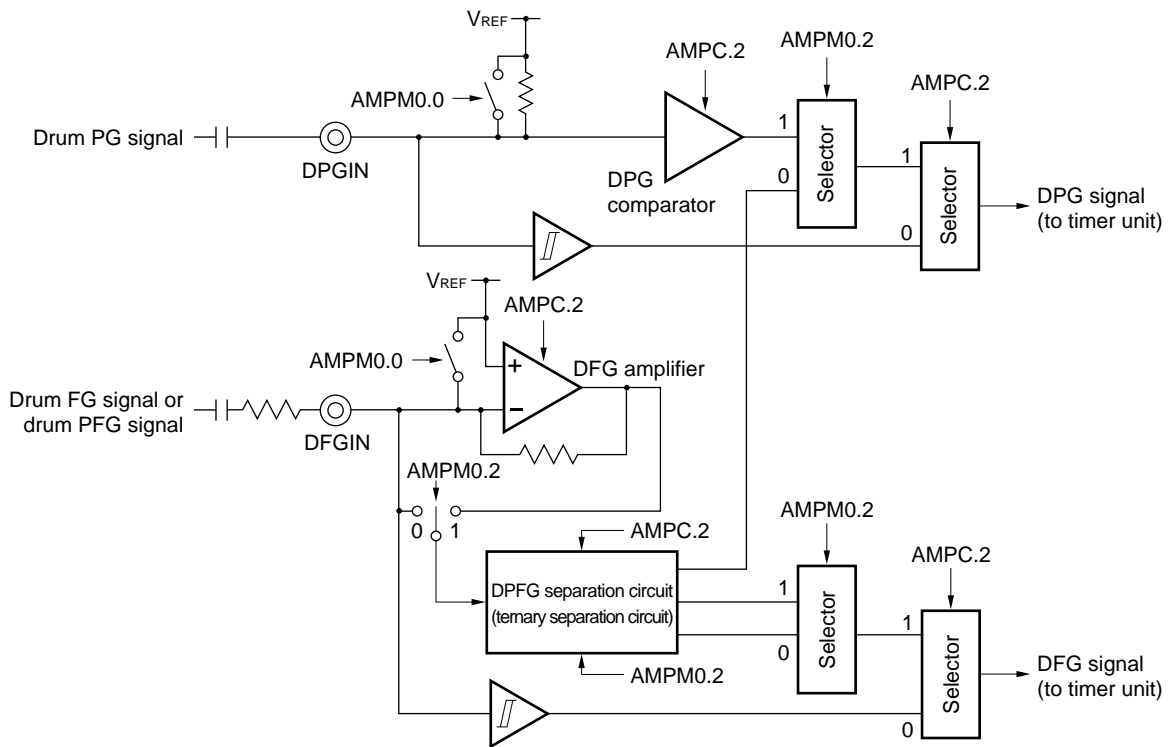 VREF
AMPC.2
AMPM0.2
AMPC.2
AMPM0.0
Drum PG signal
DPGIN
1
0
DPG
comparator
Selector
1
0
Selector
DPG signal
(to timer unit)
VREF
AMPC.2
AMPM0.0
+
−
DFG amplifier
Drum FG signal or
drum PFG signal
DFGIN
AMPM0.2
0
1
AMPC.2
DPFG separation circuit
(ternary separation circuit)
AMPM0.2
AMPM0.2
1
0
Selector
AMPC.2
1
0
Selector
DFG signal
(to timer unit)